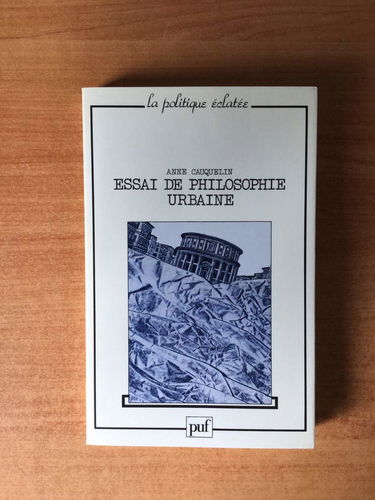 la politique éclatée
ANNE CAUQUELIN
ESSAI DE PHILOSOPHIE
URBAINE
puf